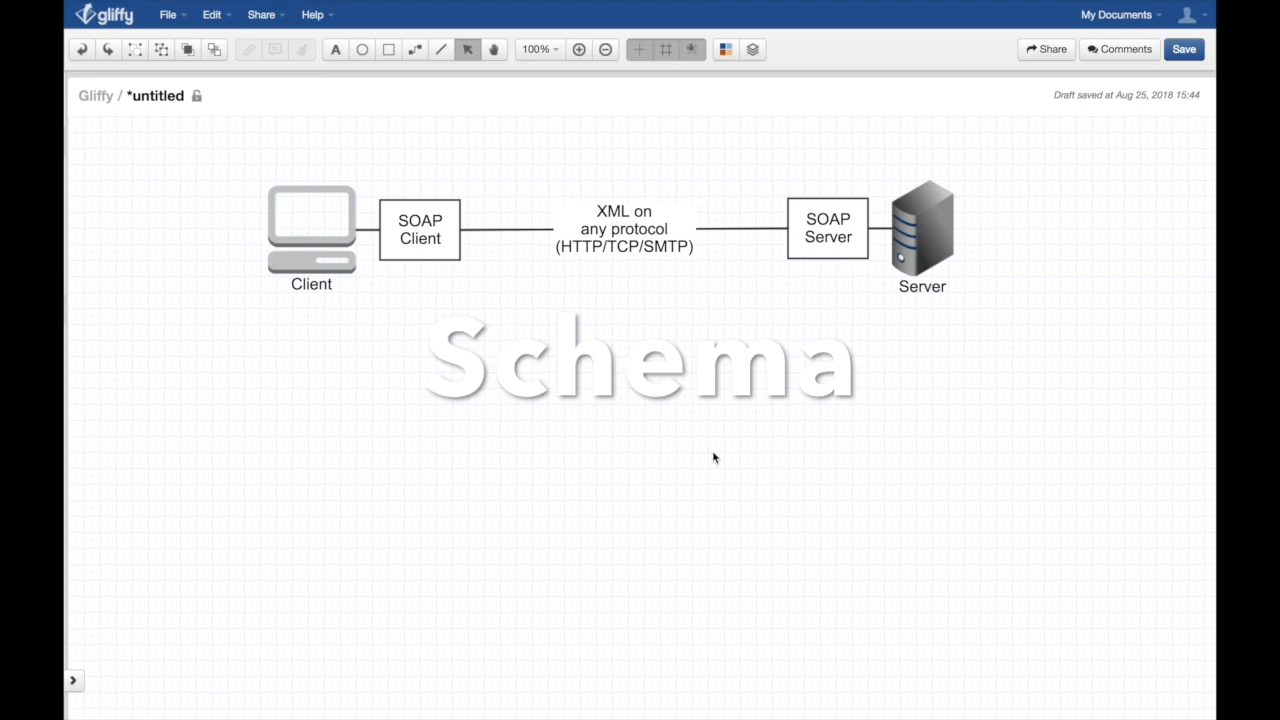 gliffy File Edit Share Help My Documents
A 100% Share Comments Save
Gliffy / *untitled Draft saved at Aug 25, 2018 15:44
SOAP
Client
XML on
any protocol
(HTTP/TCP/SMTP)
SOAP
Server
Client
Server
Schema